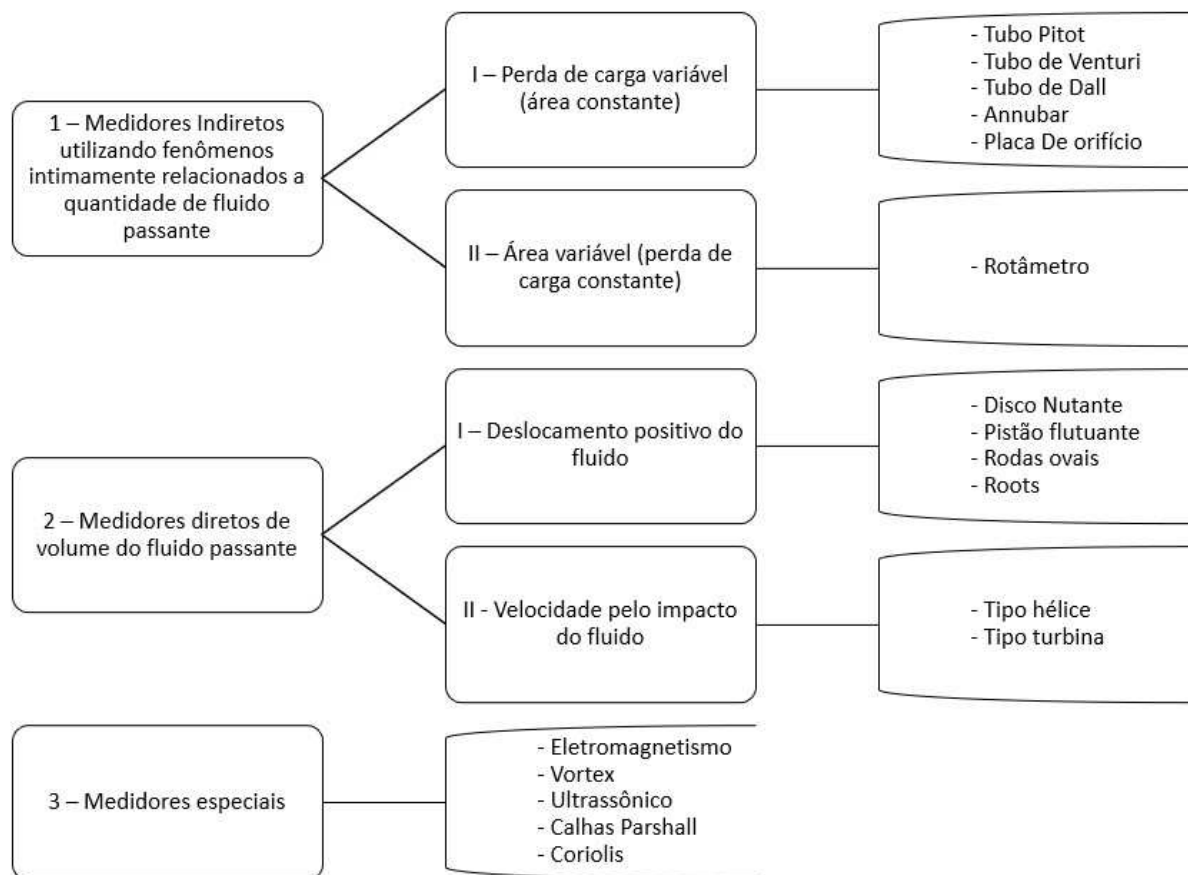 1 – Medidores Indiretos
utilizando fenômenos
intimamente relacionados a
quantidade de fluido
passante
I – Perda de carga variável
(área constante)
- Tubo Pitot
- Tubo de Venturi
- Tubo de Dall
- Annubar
- Placa De orifício
II – Área variável (perda de
carga constante)
- Rotâmetro
2 – Medidores diretos de
volume do fluido passante
I – Deslocamento positivo do
fluido
- Disco Nutante
- Pistão flutuante
- Rodas ovais
- Roots
II - Velocidade pelo impacto
do fluido
- Tipo hélice
- Tipo turbina
3 – Medidores especiais
- Eletromagnetismo
- Vortex
- Ultrassônico
- Calhas Parshall
- Coriolis